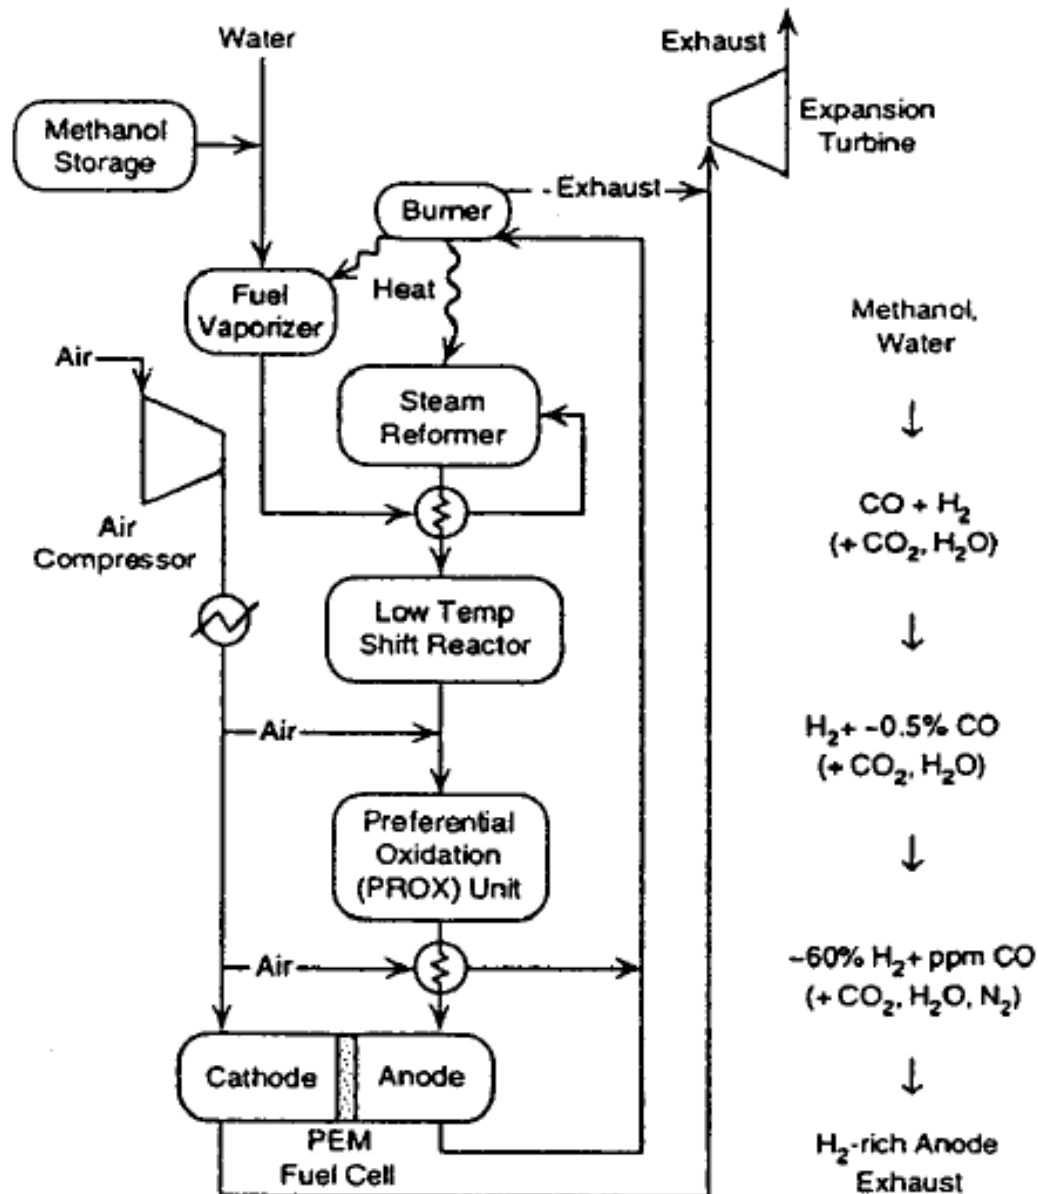 Water
Methanol
Storage
Exhaust
Expansion
Turbine
Burner
- Exhaust
Fuel
Vaporizer
Heat
Air
Steam
Reformer
Air
Compressor
Low Temp
Shift Reactor
Air
Preferential
Oxidation
(PROX) Unit
Air
Cathode
Anode
PEM
Fuel Cell
Methanol,
Water
↓
CO + H₂
(+ CO₂, H₂O)
↓
H₂+ ~0.5% CO
(+ CO₂, H₂O)
↓
~60% H₂+ ppm CO
(+ CO₂, H₂O, N₂)
↓
H₂-rich Anode
Exhaust